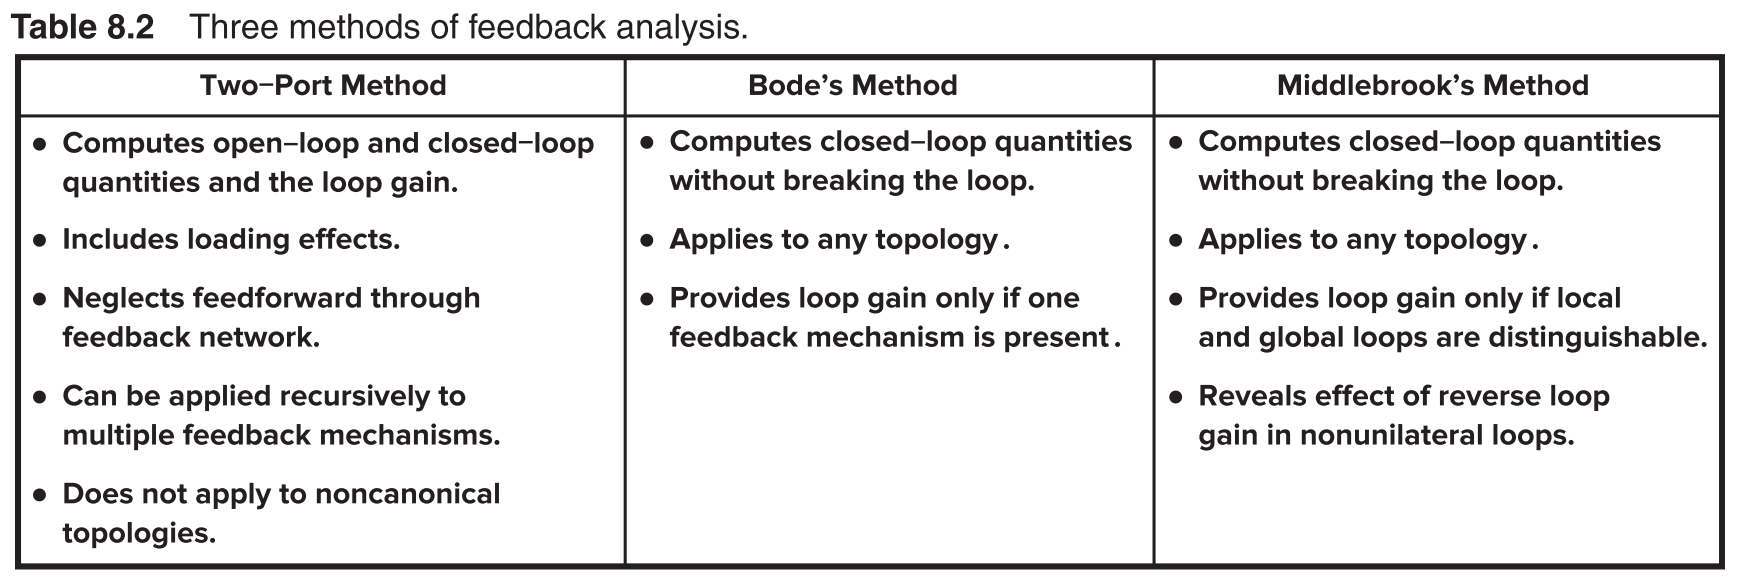 Table 8.2 Three methods of feedback analysis.
Two–Port Method
• Computes open–loop and closed–loop
quantities and the loop gain.
• Includes loading effects.
• Neglects feedforward through
feedback network.
• Can be applied recursively to
multiple feedback mechanisms.
• Does not apply to noncanonical
topologies.
Bode's Method
• Computes closed–loop quantities
without breaking the loop.
• Applies to any topology.
• Provides loop gain only if one
feedback mechanism is present.
Middlebrook's Method
• Computes closed–loop quantities
without breaking the loop.
• Applies to any topology.
• Provides loop gain only if local
and global loops are distinguishable.
• Reveals effect of reverse loop
gain in nonunilateral loops.